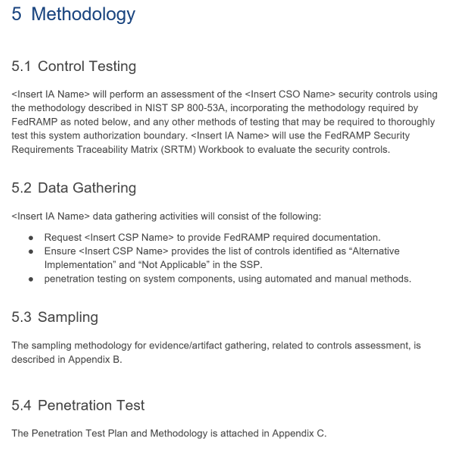 5 Methodology
5.1 Control Testing
<Insert IA Name> will perform an assessment of the <Insert CSO Name> security controls using
the methodology described in NIST SP 800-53A, incorporating the methodology required by
FedRAMP as noted below, and any other methods of testing that may be required to thoroughly
test this system authorization boundary. <Insert IA Name> will use the FedRAMP Security
Requirements Traceability Matrix (SRTM) Workbook to evaluate the security controls.
5.2 Data Gathering
<Insert IA Name> data gathering activities will consist of the following:
● Request <Insert CSP Name> to provide FedRAMP required documentation.
● Ensure <Insert CSP Name> provides the list of controls identified as “Alternative
Implementation” and “Not Applicable” in the SSP.
● penetration testing on system components, using automated and manual methods.
5.3 Sampling
The sampling methodology for evidence/artifact gathering, related to controls assessment, is
described in Appendix B.
5.4 Penetration Test
The Penetration Test Plan and Methodology is attached in Appendix C.